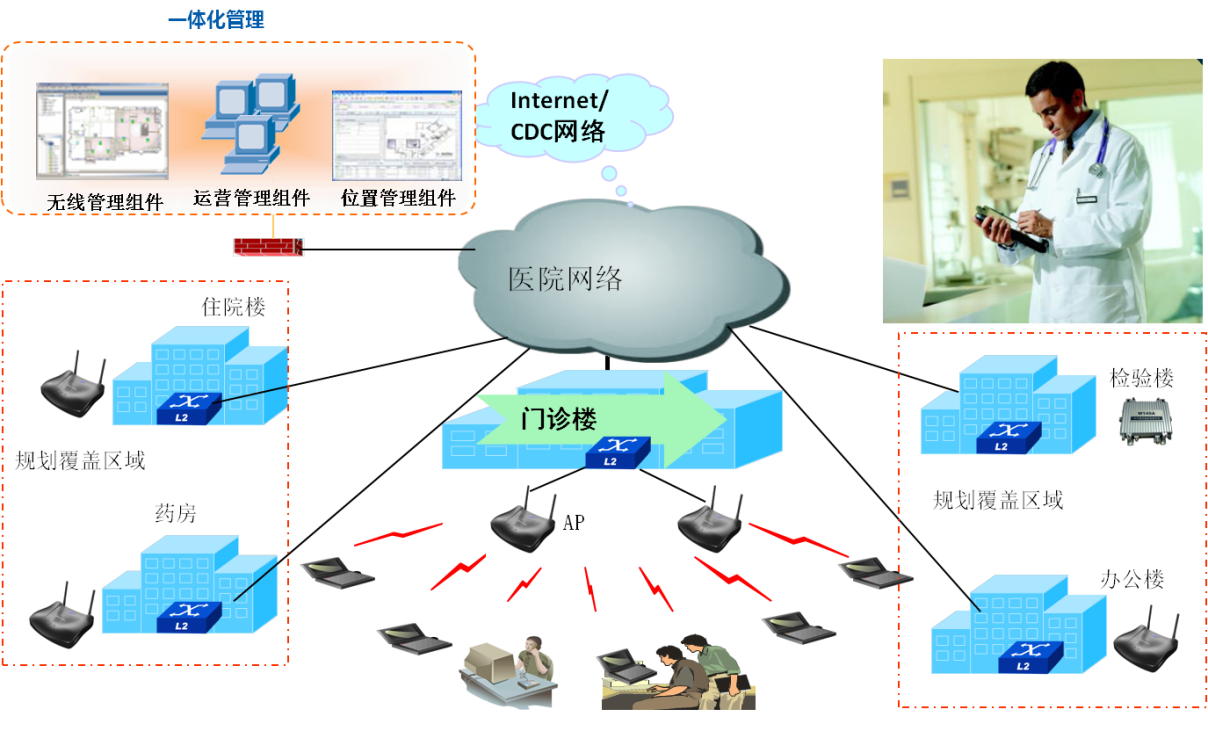 一体化管理
Internet/
CDC网络
无线管理组件
运营管理组件
位置管理组件
医院网络
住院楼
L2
规划覆盖区域
药房
L2
门诊楼
L2
AP
检验楼
L2
规划覆盖区域
办公楼
L2